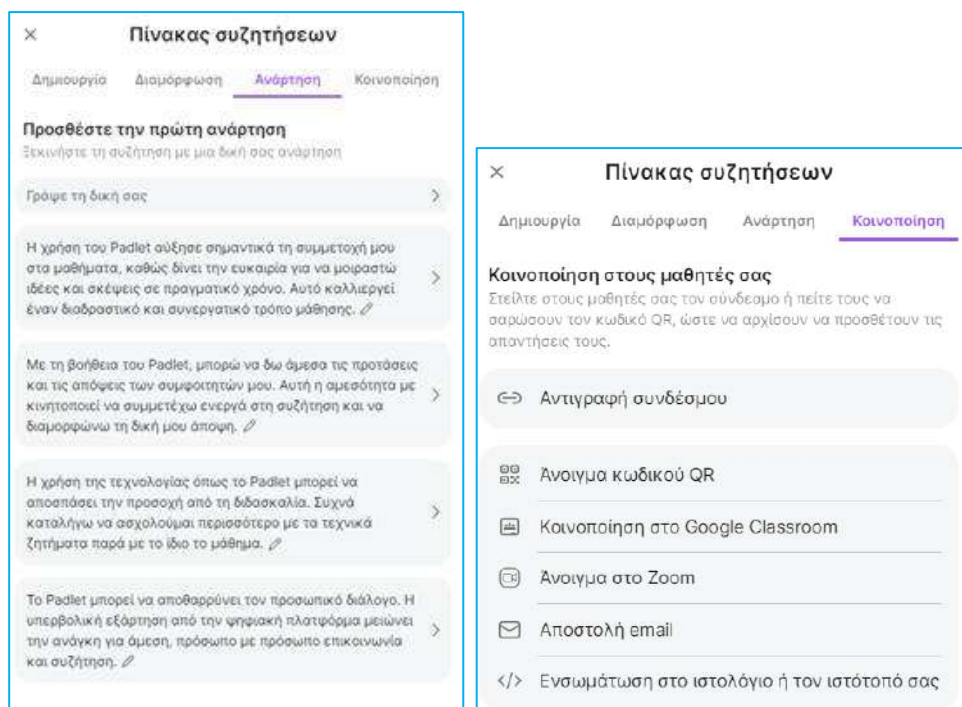 Πίνακας συζητήσεων
Δημιουργία Διαμόρφωση Ανάρτηση Κοινοποίηση
Προσθέστε την πρώτη ανάρτηση
Ξεκινήστε τη συζήτηση με μια δική σας ανάρτηση
Γράψε τη δική σας
Η χρήση του Padlet αύξησε σημαντικά τη συμμετοχή μου
στα μαθήματα, καθώς δίνει την ευκαιρία για να μοιραστώ
ιδέες και σκέψεις σε πραγματικό χρόνο. Αυτό καλλιεργεί
έναν διαδραστικό και συνεργατικό τρόπο μάθησης.
Με τη βοήθεια του Padlet, μπορώ να δω άμεσα τις προτάσεις
και τις απόψεις των συμφοιτητών μου. Αυτή η αμεσότητα με
κινητοποιεί να συμμετέχω ενεργά στη συζήτηση και να
διαμορφώνω τη δική μου άποψη.
Η χρήση της τεχνολογίας όπως το Padlet μπορεί να
αποσπάσει την προσοχή από τη διδασκαλία. Συχνά
καταλήγω να ασχολούμαι περισσότερο με τα τεχνικά
ζητήματα παρά με το ίδιο το μάθημα.
Το Padlet μπορεί να αποθαρρύνει τον προσωπικό διάλογο. Η
υπερβολική εξάρτηση από την ψηφιακή πλατφόρμα μειώνει
την ανάγκη για άμεση, πρόσωπο με πρόσωπο επικοινωνία
και συζήτηση.
Πίνακας συζητήσεων
Δημιουργία Διαμόρφωση Ανάρτηση Κοινοποίηση
Κοινοποίηση στους μαθητές σας
Στείλτε στους μαθητές σας τον σύνδεσμο ή πείτε τους να
σαρώσουν τον κωδικό QR, ώστε να αρχίσουν να προσθέτουν τις
απαντήσεις τους.
Αντιγραφή συνδέσμου
Άνοιγμα κωδικού QR
Κοινοποίηση στο Google Classroom
Άνοιγμα στο Zoom
Αποστολή email
Ενσωμάτωση στο ιστολόγιο ή τον ιστότοπό σας